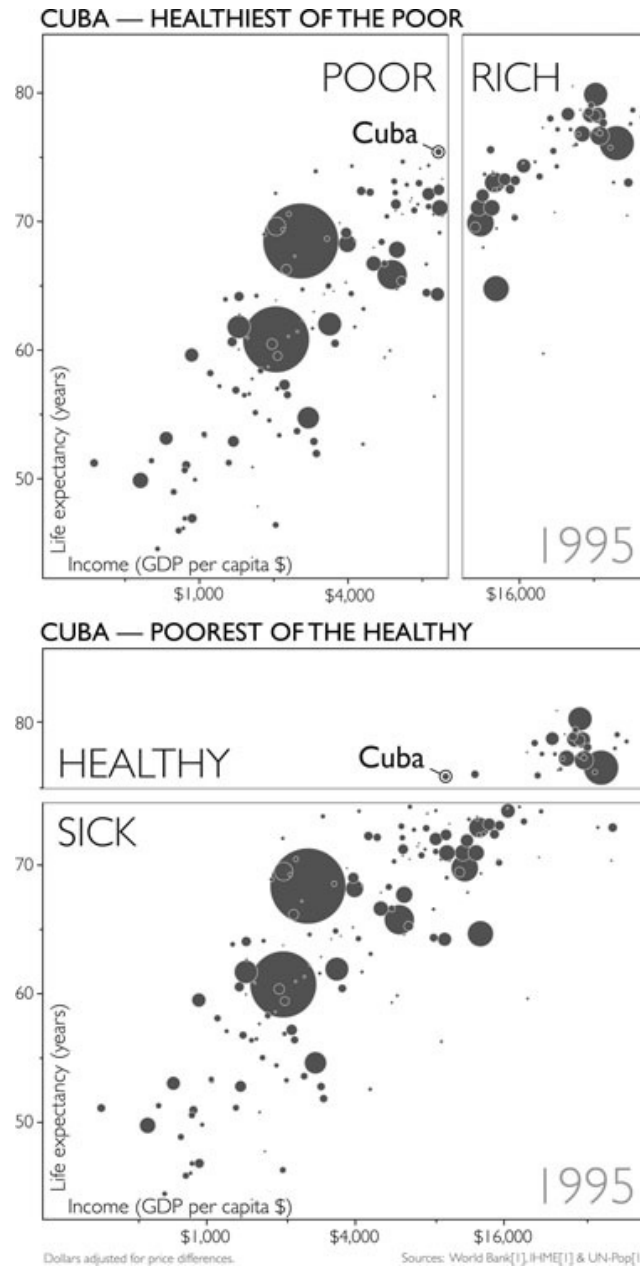 CUBA — HEALTHIEST OF THE POOR
POOR
RICH
Cuba
80
70
60
50
Life expectancy (years)
Income (GDP per capita $)
1995
$1,000
$4,000
$16,000
CUBA — POOREST OF THE HEALTHY
80
HEALTHY
Cuba
SICK
70
60
50
Life expectancy (years)
Income (GDP per capita $)
1995
$1,000
$4,000
$16,000
Dollars adjusted for price differences.
Sources: World Bank[1], IHME[1] & UN-Pop[1